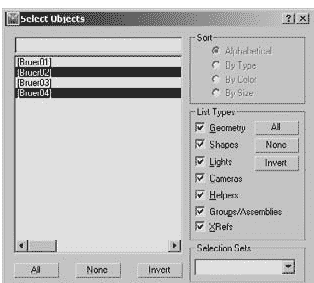 Select Objects
[Bruer01]
[Bruer02]
[Bruer03]
[Bruer04]
All
None
Invert
Sort
Alphabetical
By Type
By Color
By Size
List Types
Geometry
Shapes
Lights
Cameras
Helpers
Groups/Assemblies
XRefs
All
None
Invert
Selection Sets